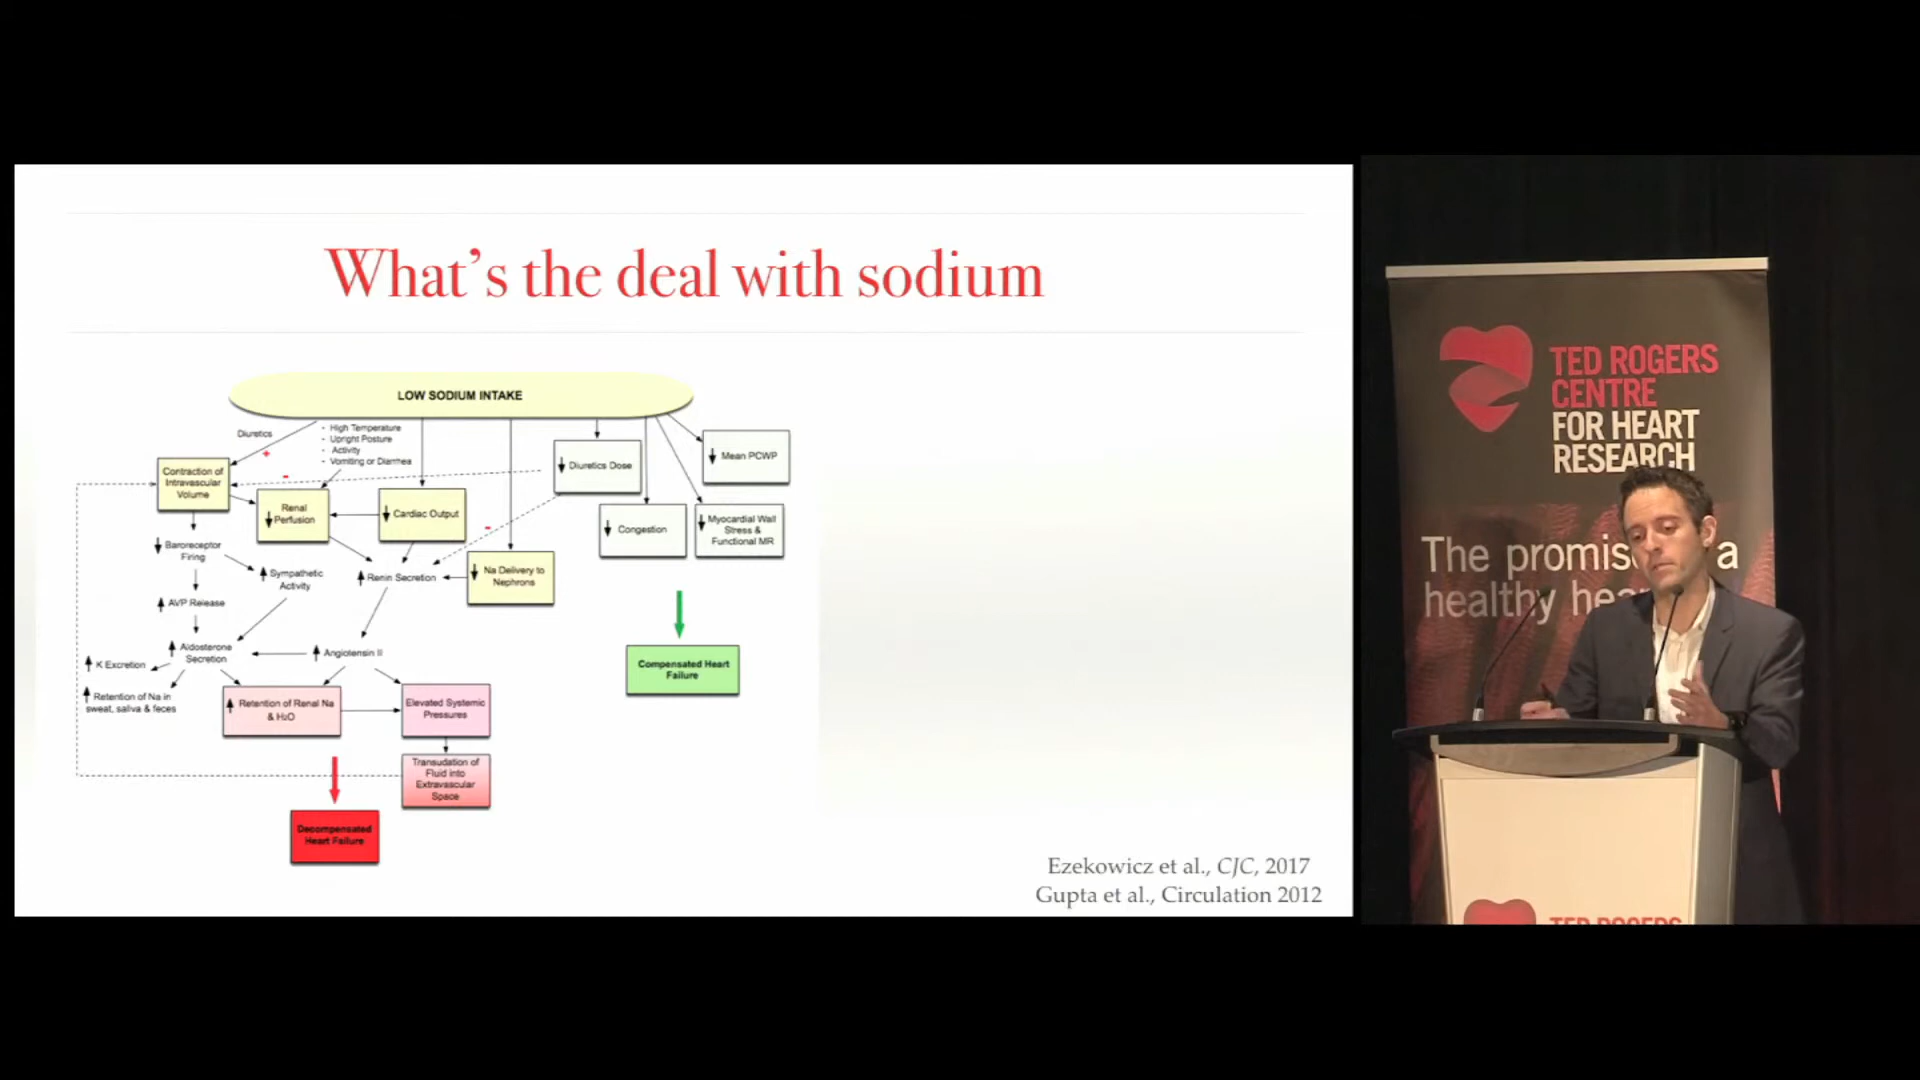 What's the deal with sodium
LOW SODIUM INTAKE
Diuretics
- High Temperature
- Upright Posture
- Activity
- Vomiting or Diarrhea
+
-
-
Contraction of
Intravascular
Volume
Renal
Perfusion
Cardiac Output
Diuretics Dose
Mean PCWP
Congestion
Myocardial Wall
Stress &
Functional MR
Baroreceptor
Firing
Sympathetic
Activity
Renin Secretion
Na Delivery to
Nephrons
AVP Release
Aldosterone
Secretion
Angiotensin II
K Excretion
Retention of Na in
sweat, saliva & feces
Retention of Renal Na
& H₂O
Elevated Systemic
Pressures
Transudation of
Fluid into
Extravascular
Space
Compensated Heart
Failure
Decompensated
Heart Failure
Ezekowicz et al., CJC, 2017
Gupta et al., Circulation 2012
TED ROGERS
CENTRE
FOR HEART
RESEARCH
The promis a
healthy hea
TED ROGERS